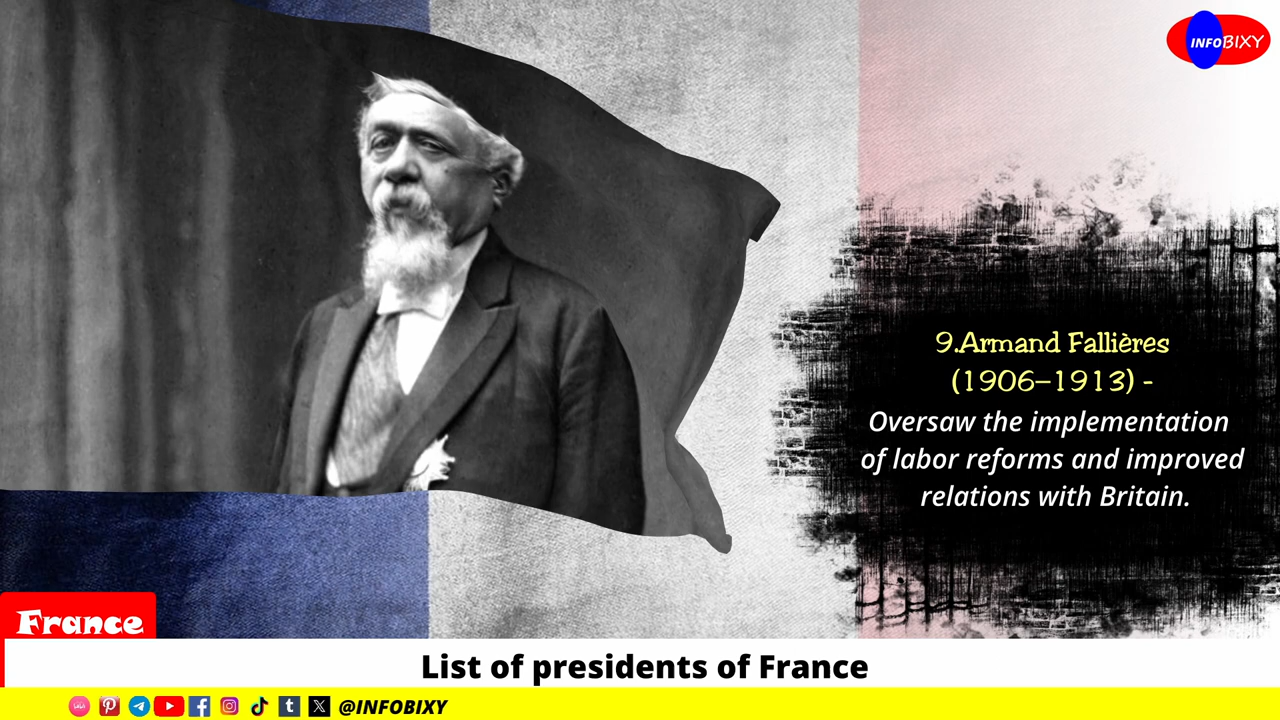 INFOBIXY
9.Armand Fallières
(1906–1913) -
Oversaw the implementation
of labor reforms and improved
relations with Britain.
France
List of presidents of France
@INFOBIXY